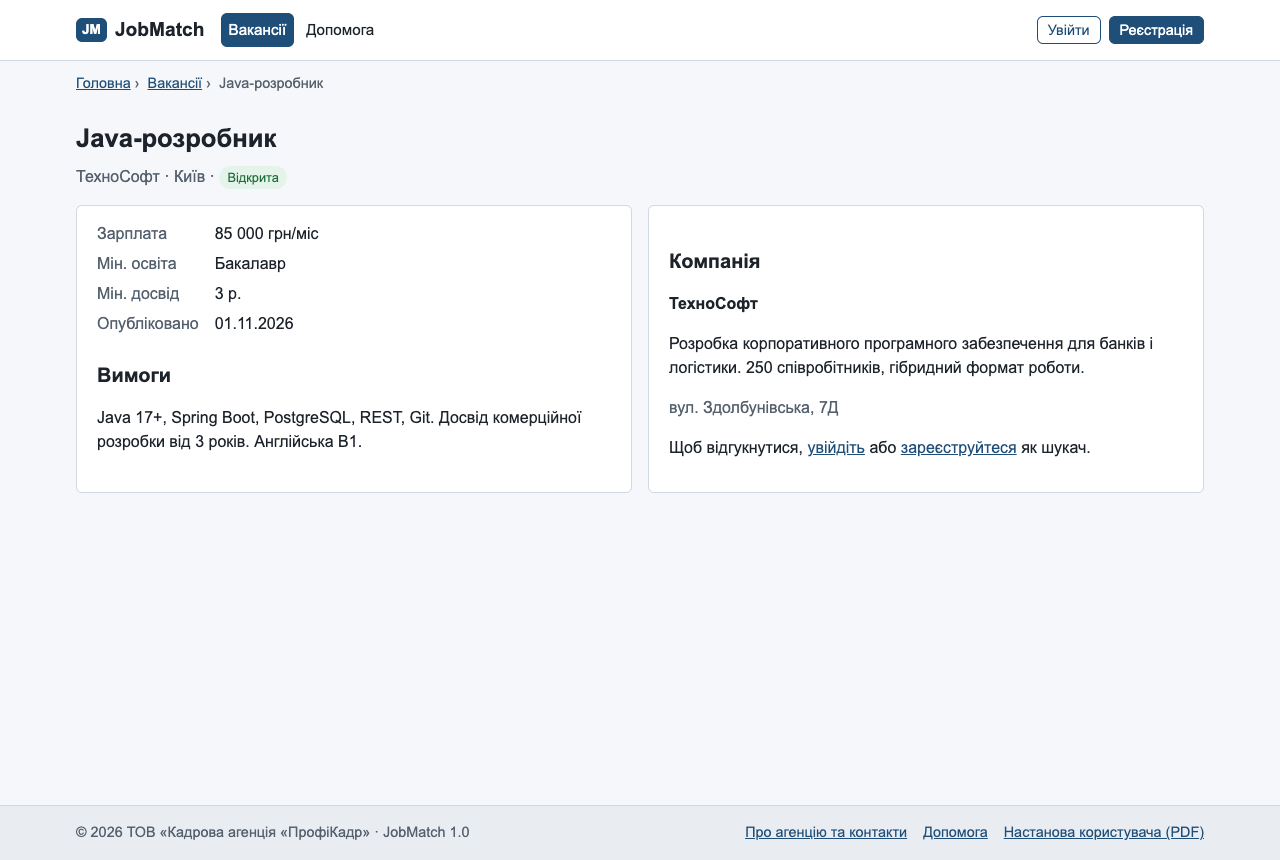 JM JobMatch Вакансії Допомога Увійти Реєстрація
Головна › Вакансії › Java-розробник
Java-розробник
ТехноСофт · Київ · Відкрита
Зарплата 85 000 грн/міс
Мін. освіта Бакалавр
Мін. досвід 3 р.
Опубліковано 01.11.2026
Вимоги
Java 17+, Spring Boot, PostgreSQL, REST, Git. Досвід комерційної
розробки від 3 років. Англійська B1.
Компанія
ТехноСофт
Розробка корпоративного програмного забезпечення для банків і
логістики. 250 співробітників, гібридний формат роботи.
вул. Здолбунівська, 7Д
Щоб відгукнутися, увійдіть або зареєструйтеся як шукач.
© 2026 ТОВ «Кадрова агенція «ПрофіКадр» · JobMatch 1.0
Про агенцію та контакти Допомога Настанова користувача (PDF)